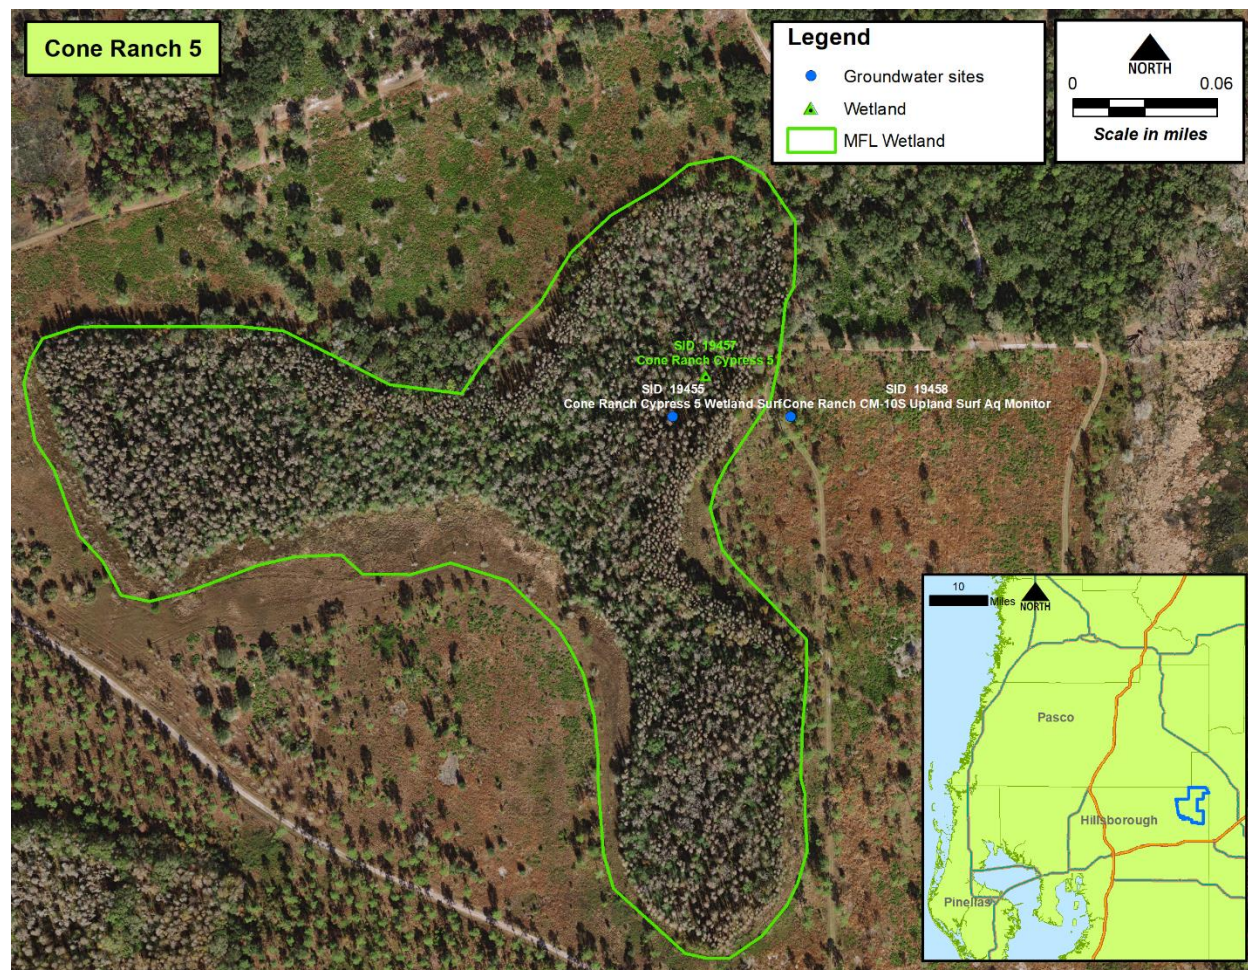 Cone Ranch 5
Legend
Groundwater sites
Wetland
MFL Wetland
NORTH
0 0.06
Scale in miles
SID 19457
Cone Ranch Cypress 5
SID 19455
Cone Ranch Cypress 5 Wetland Surf
SID 19458
Cone Ranch CM-10S Upland Surf Aq Monitor
10
Miles
NORTH
Pasco
Hillsborough
Pinellas